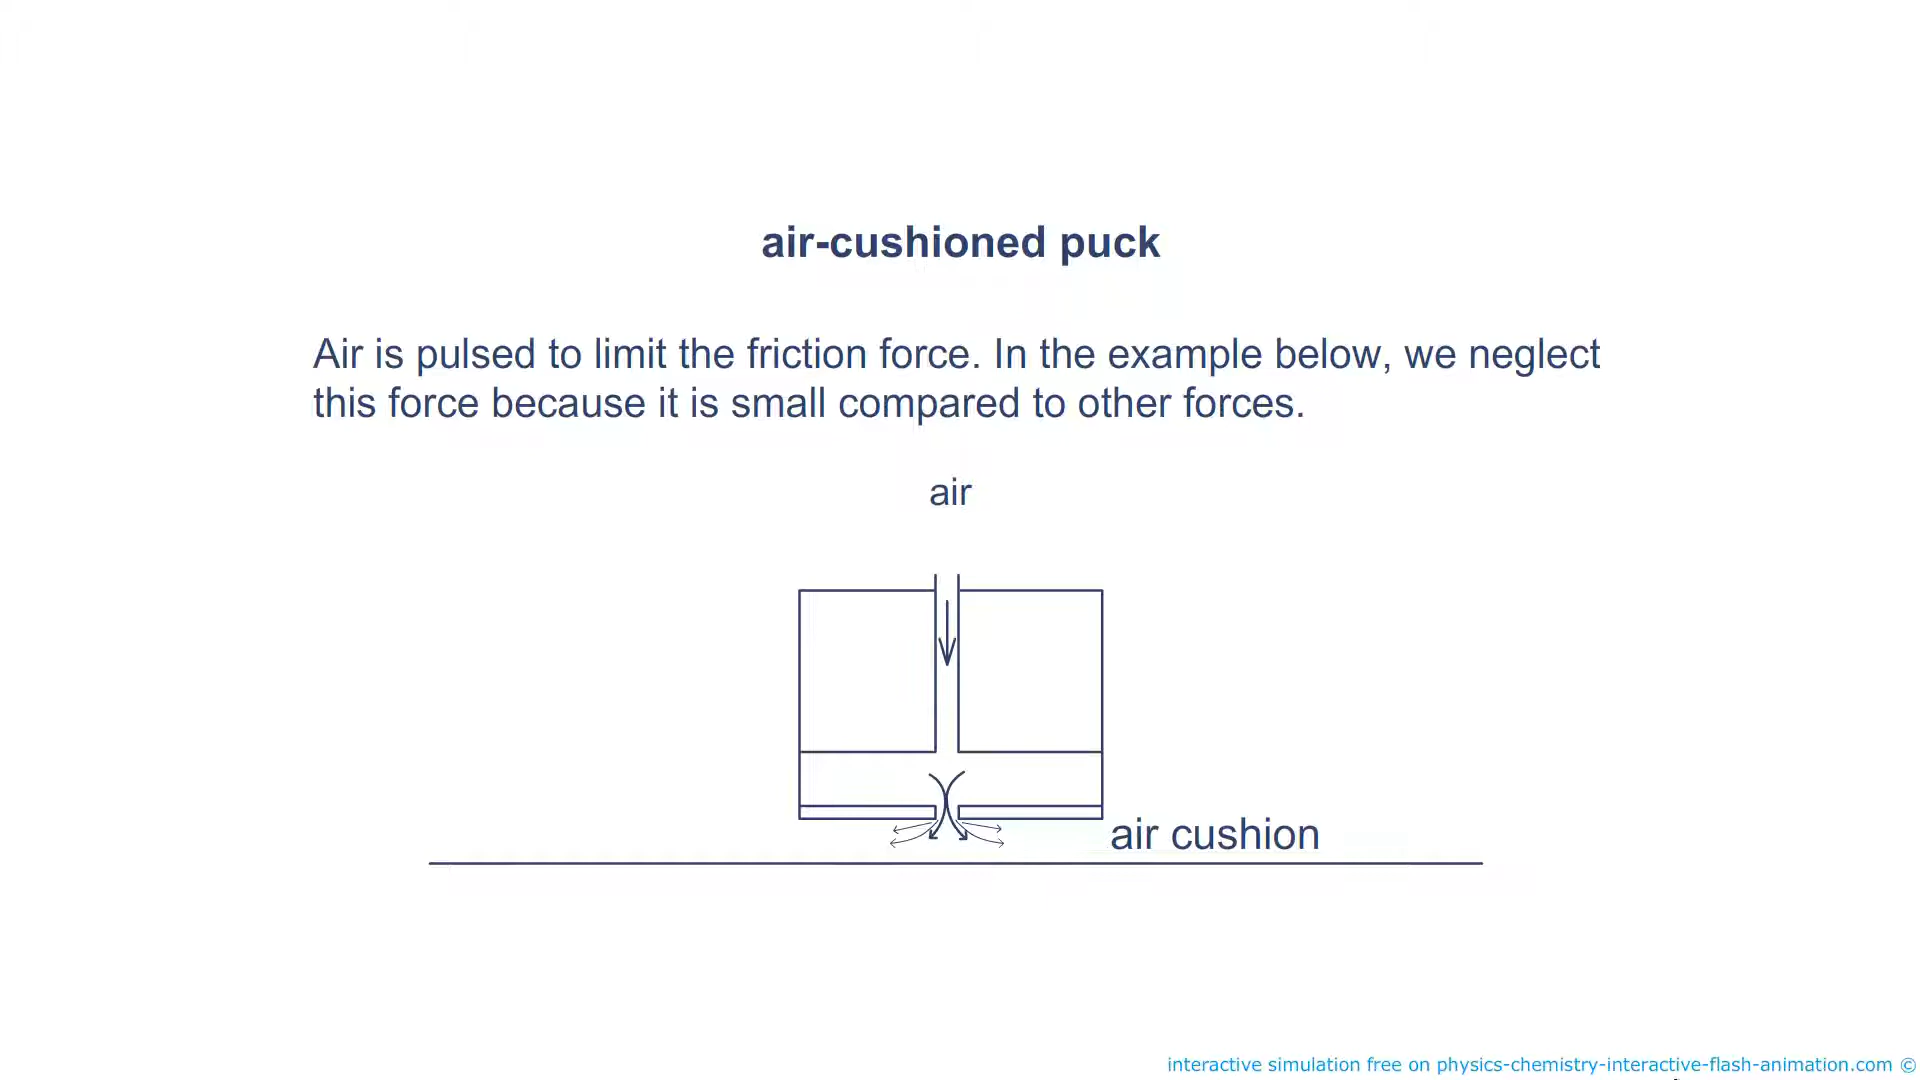 air-cushioned puck
Air is pulsed to limit the friction force. In the example below, we neglect
this force because it is small compared to other forces.
air
air cushion
interactive simulation free on physics-chemistry-interactive-flash-animation.com ©